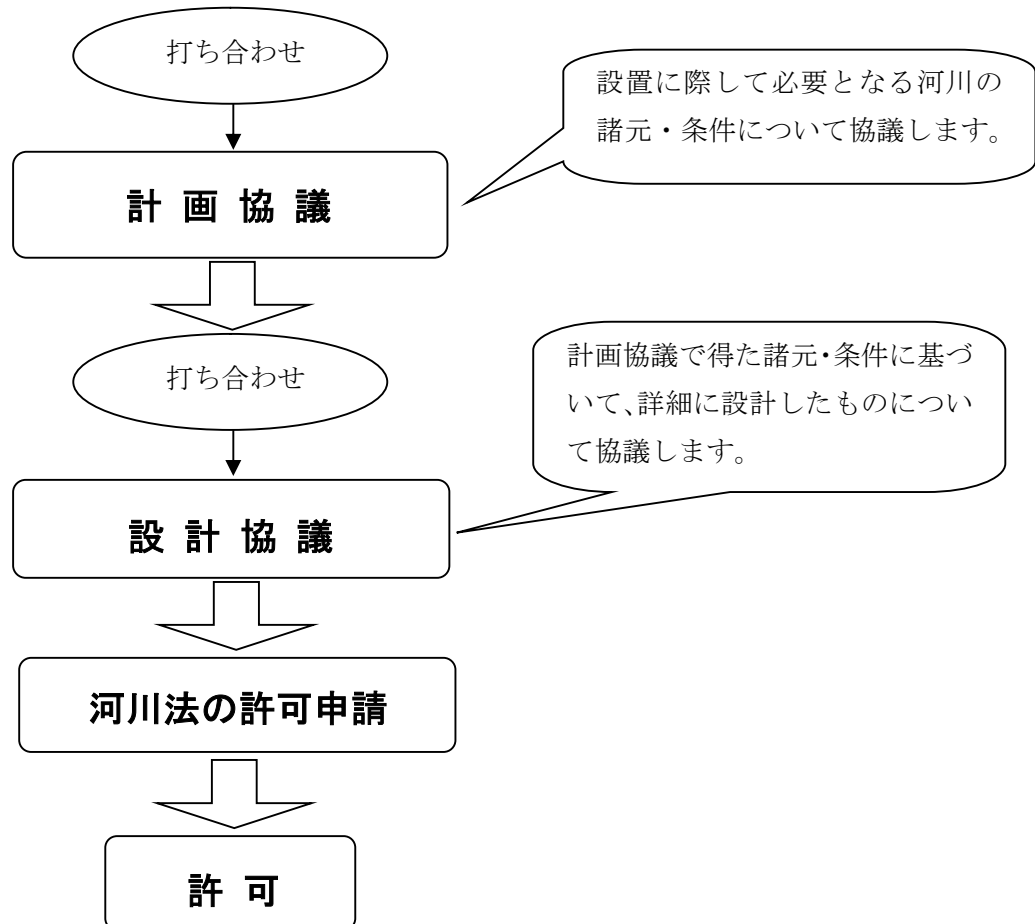 打ち合わせ
設置に際して必要となる河川の
諸元・条件について協議します。
計画協議
打ち合わせ
計画協議で得た諸元・条件に基づ
いて、詳細に設計したものについ
て協議します。
設計協議
河川法の許可申請
許可